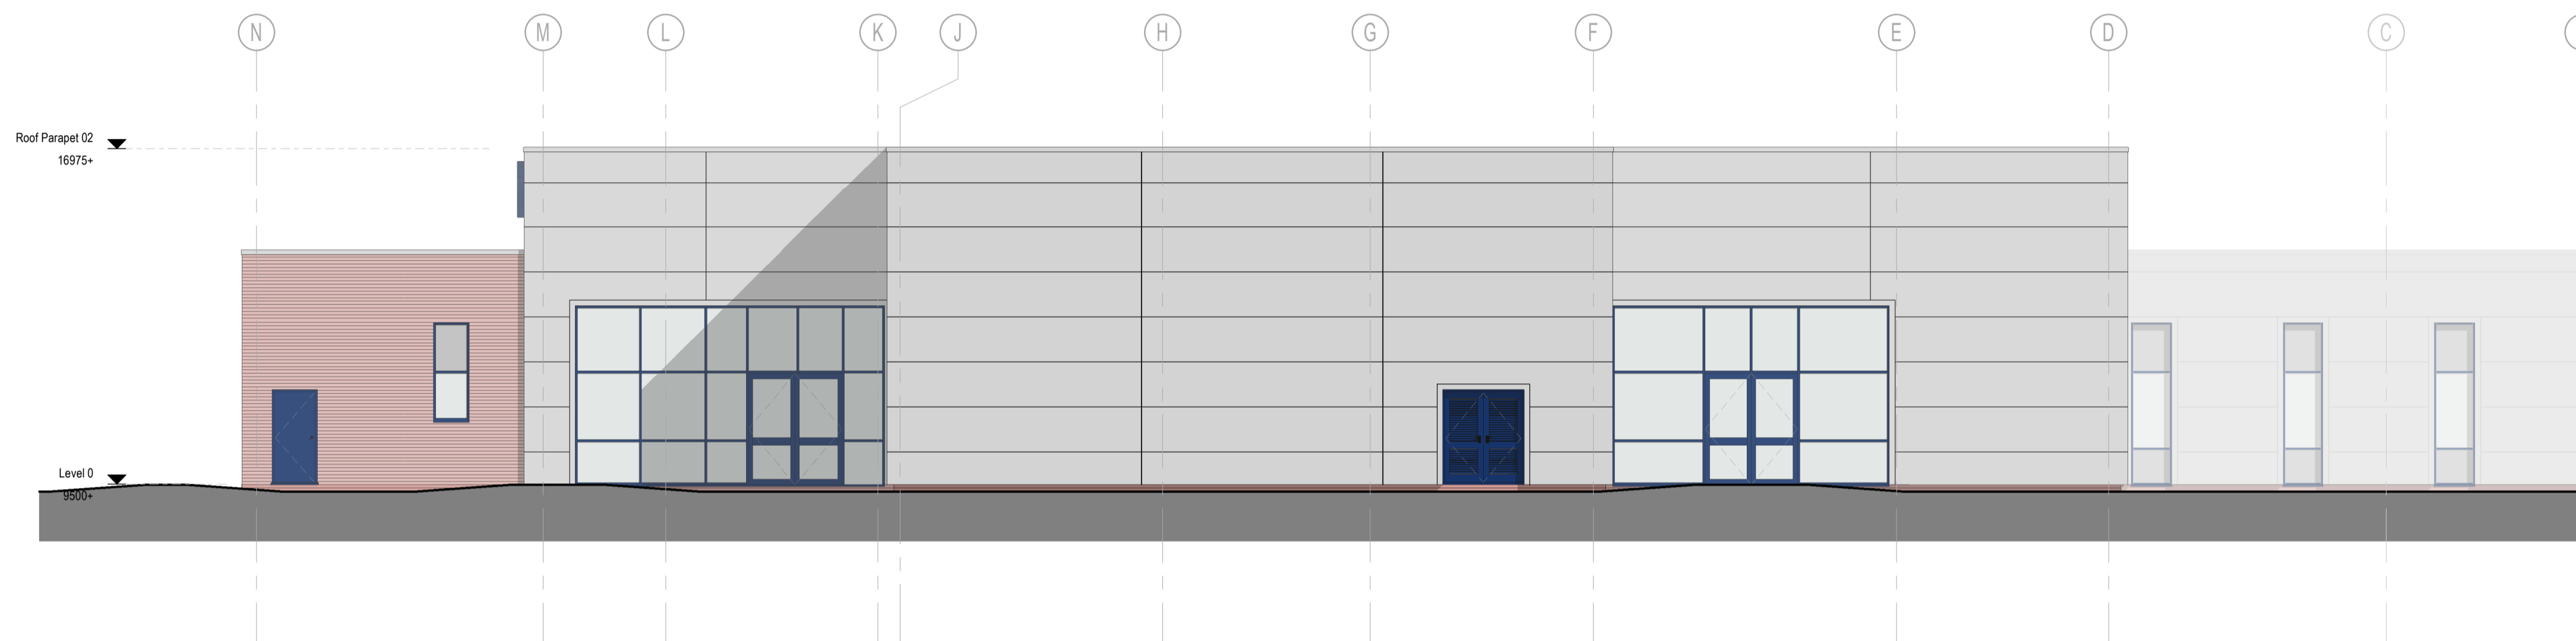 N M L K J H G F E D C
Roof Parapet 02
16975+
Level 0
9500+